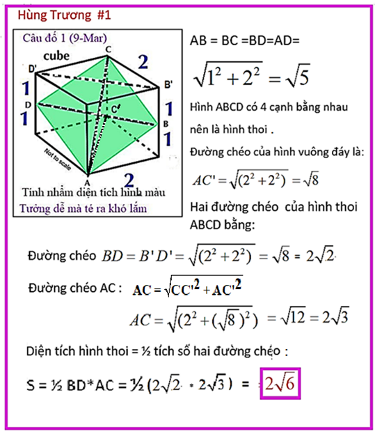 Hùng Trương #1
Câu đố 1 (9-Mar)
cube
C
2
D'
B'
1
1
D
C'
B
1
1
2
A
2
Not to scale
Tính nhẩm diện tích hình màu
Tưởng dễ mà té ra khó lắm
AB = BC =BD=AD=
√(1² + 2²) = √5
Hình ABCD có 4 cạnh bằng nhau
nên là hình thoi .
Đường chéo của hình vuông đáy là:
AC' = √(2² + 2²) = √8
Hai đường chéo của hình thoi
ABCD bằng:
Đường chéo BD = B'D' = √(2² + 2²) = √8 = 2√2
Đường chéo AC : AC = √(CC'² + AC'²)
AC = √(2² + (√8)²) = √12 = 2√3
Diện tích hình thoi = ½ tích số hai đường chéo :
S = ½ BD*AC = ½ (2√2 * 2√3) = 2√6